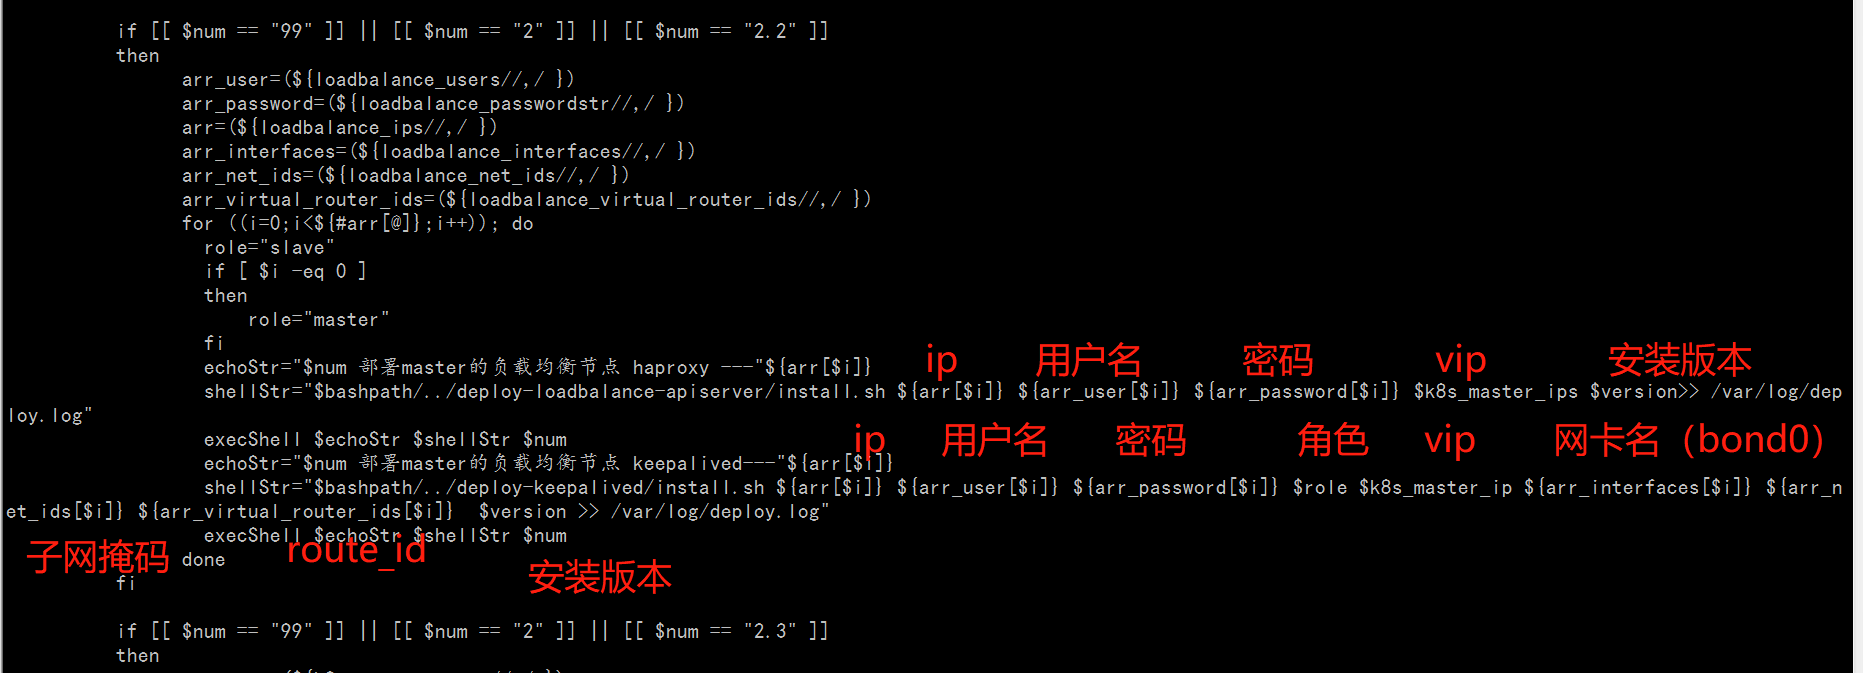 if [[ $num == "99" ]] || [[ $num == "2" ]] || [[ $num == "2.2" ]]
then
arr_user=(${loadbalance_users//,/ })
arr_password=(${loadbalance_passwordstr//,/ })
arr=(${loadbalance_ips//,/ })
arr_interfaces=(${loadbalance_interfaces//,/ })
arr_net_ids=(${loadbalance_net_ids//,/ })
arr_virtual_router_ids=(${loadbalance_virtual_router_ids//,/ })
for ((i=0;i<${#arr[@]};i++)); do
role="slave"
if [ $i -eq 0 ]
then
role="master"
fi
ip 用户名 密码 vip 安装版本
echoStr="$num 部署master的负载均衡节点 haproxy ---"${arr[$i]}
shellStr="$bashpath/../deploy-loadbalance-apiserver/install.sh ${arr[$i]} ${arr_user[$i]} ${arr_password[$i]} $k8s_master_ips $version>> /var/log/dep
loy.log"
execShell $echoStr $shellStr $num
ip 用户名 密码 角色 vip 网卡名（bond0）
echoStr="$num 部署master的负载均衡节点 keepalived---"${arr[$i]}
shellStr="$bashpath/../deploy-keepalived/install.sh ${arr[$i]} ${arr_user[$i]} ${arr_password[$i]} $role $k8s_master_ip ${arr_interfaces[$i]} ${arr_n
et_ids[$i]} ${arr_virtual_router_ids[$i]}  $version >> /var/log/deploy.log"
execShell $echoStr $shellStr $num
子网掩码 route_id 安装版本
done
fi
if [[ $num == "99" ]] || [[ $num == "2" ]] || [[ $num == "2.3" ]]
then